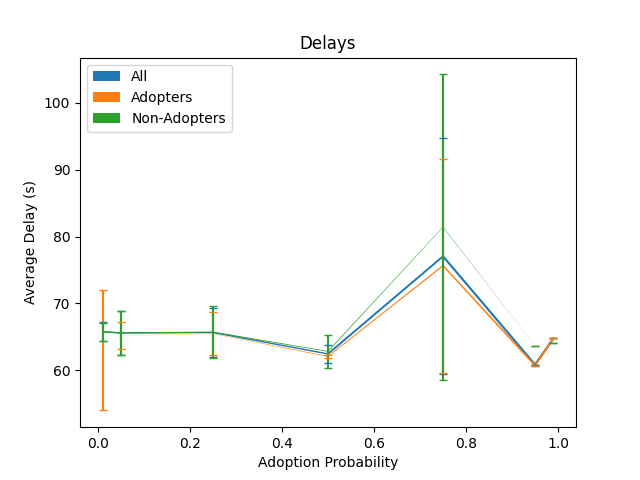 Delays
All
Adopters
Non-Adopters
100
90
80
70
60
Average Delay (s)
0.0 0.2 0.4 0.6 0.8 1.0
Adoption Probability